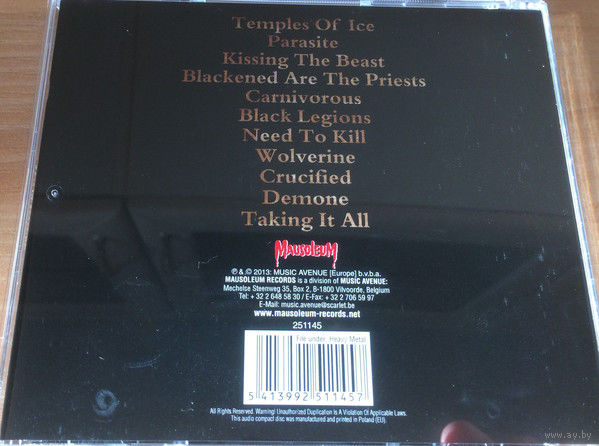 Temples Of Ice
Parasite
Kissing The Beast
Blackened Are The Priests
Carnivorous
Black Legions
Need To Kill
Wolverine
Crucified
Demone
Taking It All
MAUSOLEUM
℗ & © 2013: MUSIC AVENUE [Europe] b.v.b.a.
MAUSOLEUM RECORDS is a division of MUSIC AVENUE:
Mechelse Steenweg 35, Box 2, B-1800 Vilvoorde, Belgium
Tel: + 32 2 648 58 30 / E-Fax: + 32 2 706 59 97
E-Mail: music.avenue@scarlet.be
www.mausoleum-records.net
251145
File under: Heavy Metal
5 413992 511457
All Rights Reserved. Warning! Unauthorized Duplication Is A Violation Of Applicable Laws.
This audio compact disc was manufactured and printed in Poland (EU).
www.ay.by